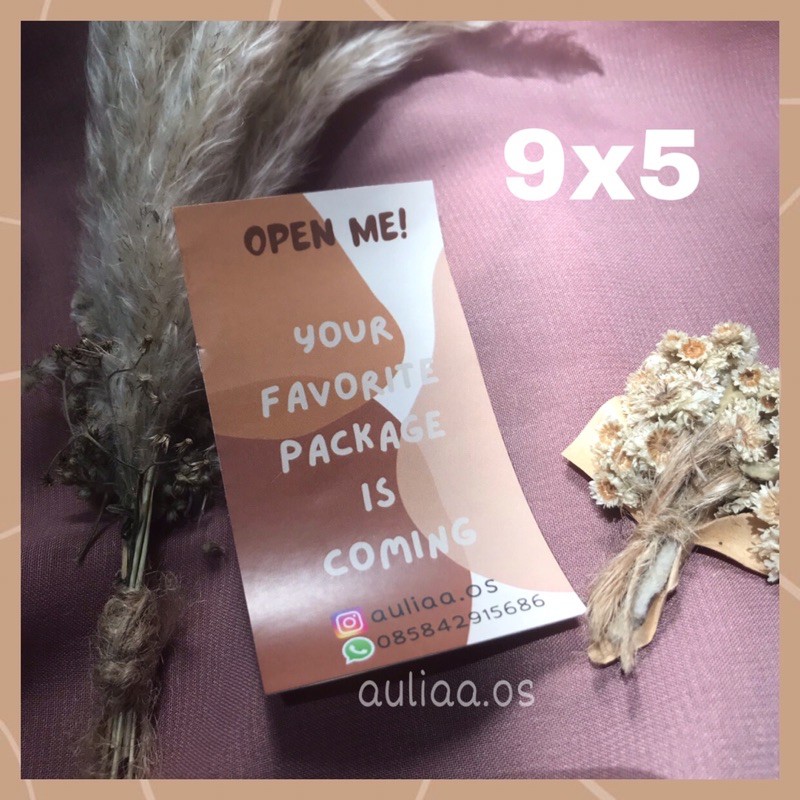 9x5
OPEN ME!
YOUR
FAVORITE
PACKAGE
IS
COMING
auliaa.os
085842915686
auliaa.os